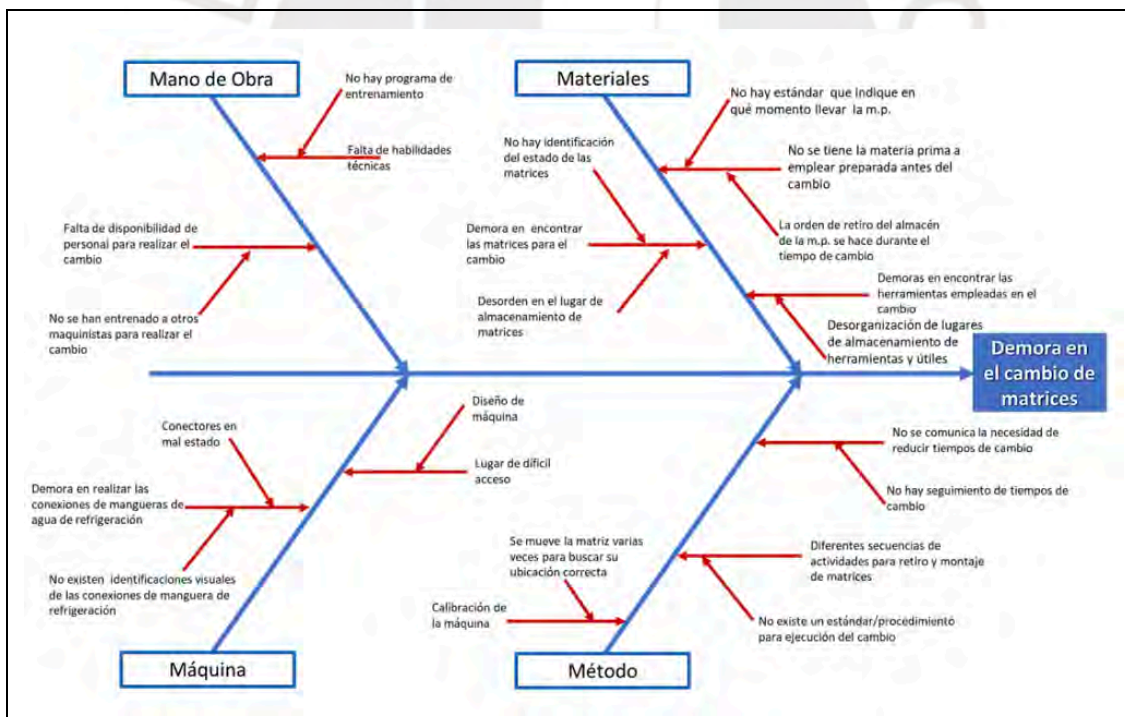 Mano de Obra
No hay programa de
entrenamiento
Falta de habilidades
técnicas
Falta de disponibilidad de
personal para realizar el
cambio
No se han entrenado a otros
maquinistas para realizar el
cambio
Materiales
No hay estándar que indique en
qué momento llevar la m.p.
No hay identificación
del estado de las
matrices
No se tiene la materia prima a
emplear preparada antes del
cambio
Demora en encontrar
las matrices para el
cambio
La orden de retiro del almacén
de la m.p. se hace durante el
tiempo de cambio
Desorden en el lugar de
almacenamiento de
matrices
Demoras en encontrar las
herramientas empleadas en el
cambio
Desorganización de lugares
de almacenamiento de
herramientas y útiles
Demora en
el cambio de
matrices
Diseño de
máquina
Conectores en
mal estado
Lugar de díficil
acceso
Demora en realizar las
conexiones de mangueras de
agua de refrigeración
No existen identificaciones visuales
de las conexiones de manguera de
refrigeración
Máquina
No se comunica la necesidad de
reducir tiempos de cambio
No hay seguimiento de tiempos de
cambio
Se mueve la matriz varias
veces para buscar su
ubicación correcta
Diferentes secuencias de
actividades para retiro y montaje
de matrices
Calibración de
la máquina
No existe un estándar/procedimiento
para ejecución del cambio
Método